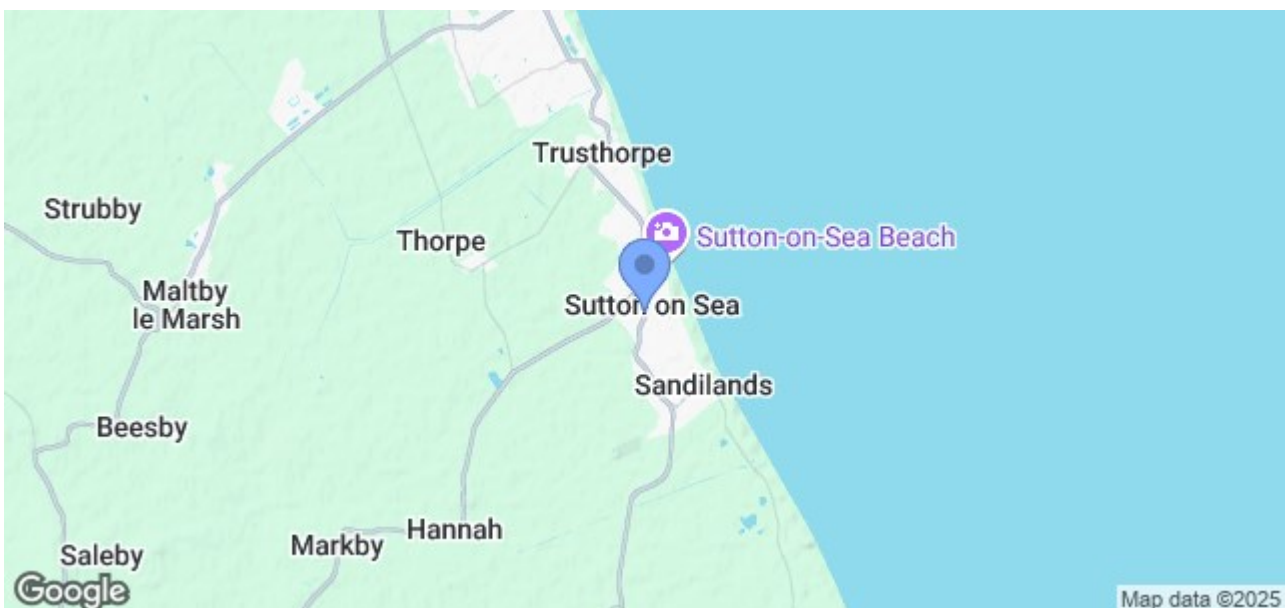 Trusthorpe
Strubby
Thorpe
Sutton-on-Sea Beach
Maltby
le Marsh
Sutton on Sea
Sandilands
Beesby
Hannah
Markby
Saleby
Google
Map data ©2025